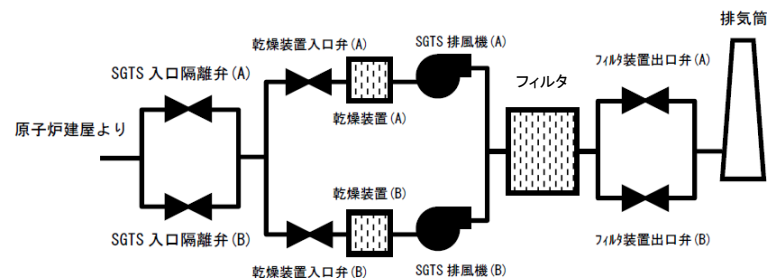 排気筒
乾燥装置入口弁(A)
SGTS 排風機(A)
フィルタ装置出口弁(A)
SGTS 入口隔離弁(A)
フィルタ
乾燥装置(A)
原子炉建屋より
乾燥装置(B)
SGTS 入口隔離弁(B)
フィルタ装置出口弁(B)
乾燥装置入口弁(B)
SGTS 排風機(B)